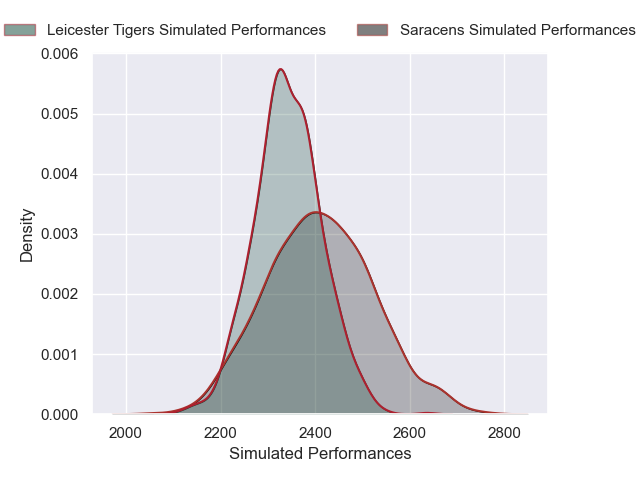 Leicester Tigers Simulated Performances Saracens Simulated Performances
0.006
0.005
0.004
0.003
0.002
0.001
0.000
Density
2000 2200 2400 2600 2800
Simulated Performances